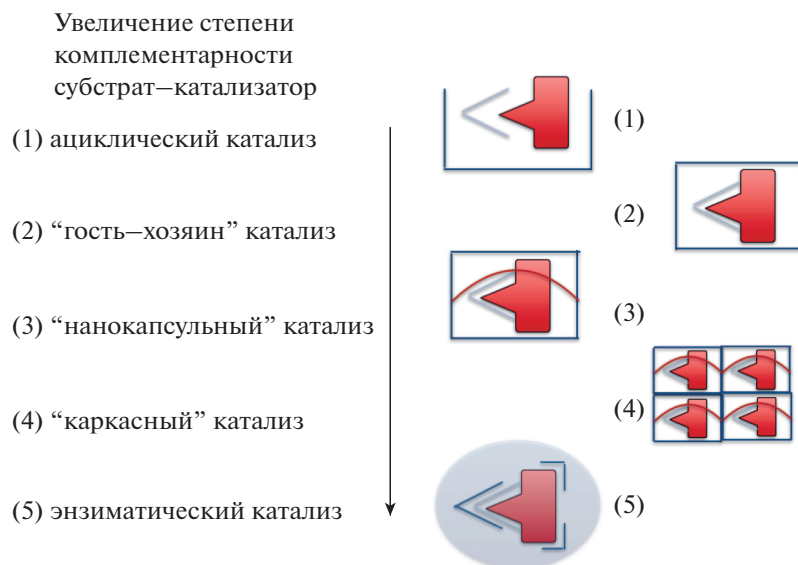 Увеличение степени
комплементарности
субстрат–катализатор
(1) ациклический катализ
(2) “гость–хозяин” катализ
(3) “нанокапсульный” катализ
(4) “каркасный” катализ
(5) энзиматический катализ
(1)
(2)
(3)
(4)
(5)